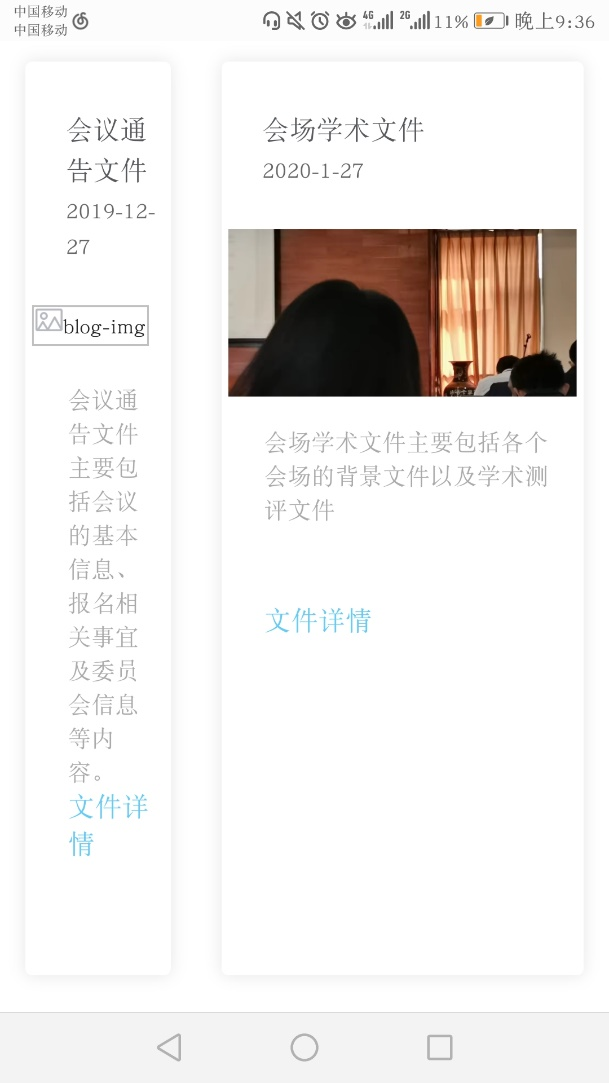 中国移动
中国移动
4G
2G
11%
晚上9:36
会议通
告文件
2019-12-
27
blog-img
会议通
告文件
主要包
括会议
的基本
信息、
报名相
关事宜
及委员
会信息
等内
容。
文件详
情
会场学术文件
2020-1-27
会场学术文件主要包括各个
会场的背景文件以及学术测
评文件
文件详情